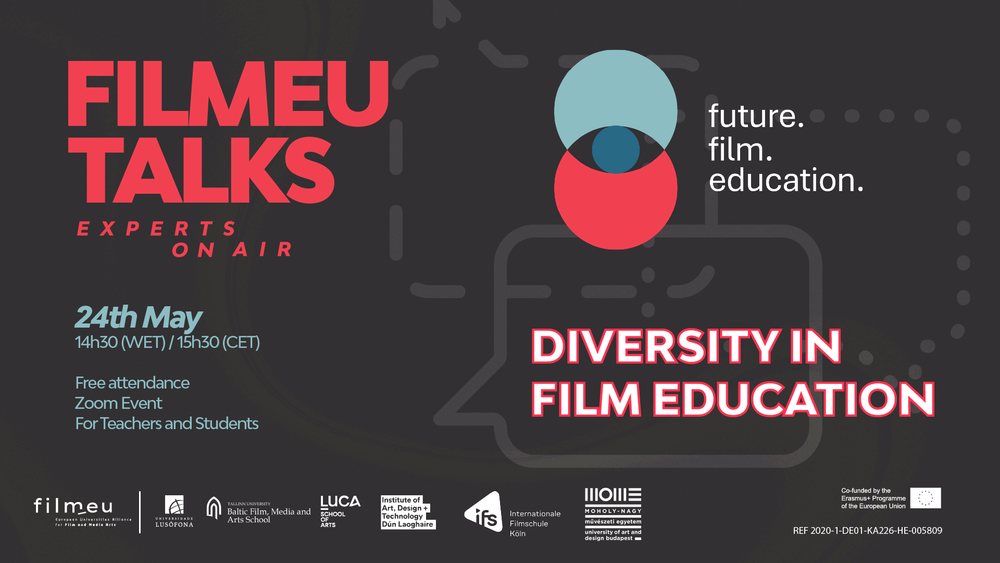 FILMEU
TALKS
EXPERTS
ON AIR
24th May
14h30 (WET) / 15h30 (CET)
Free attendance
Zoom Event
For Teachers and Students
future.
film.
education.
DIVERSITY IN
FILM EDUCATION
filmeu
European Universities Alliance
for Film and Media Arts
UNIVERSIDADE
LUSÓFONA
TALLINN UNIVERSITY
Baltic Film, Media and
Arts School
LUCA
SCHOOL
OF
ARTS
Institute of
Art, Design +
Technology
Dún Laoghaire
ifs
Internationale
Filmschule
Köln
MOME
MOHOLY-NAGY
művészeti egyetem
university of art and
design budapest
Co-funded by the
Erasmus+ Programme
of the European Union
REF 2020-1-DE01-KA226-HE-005809